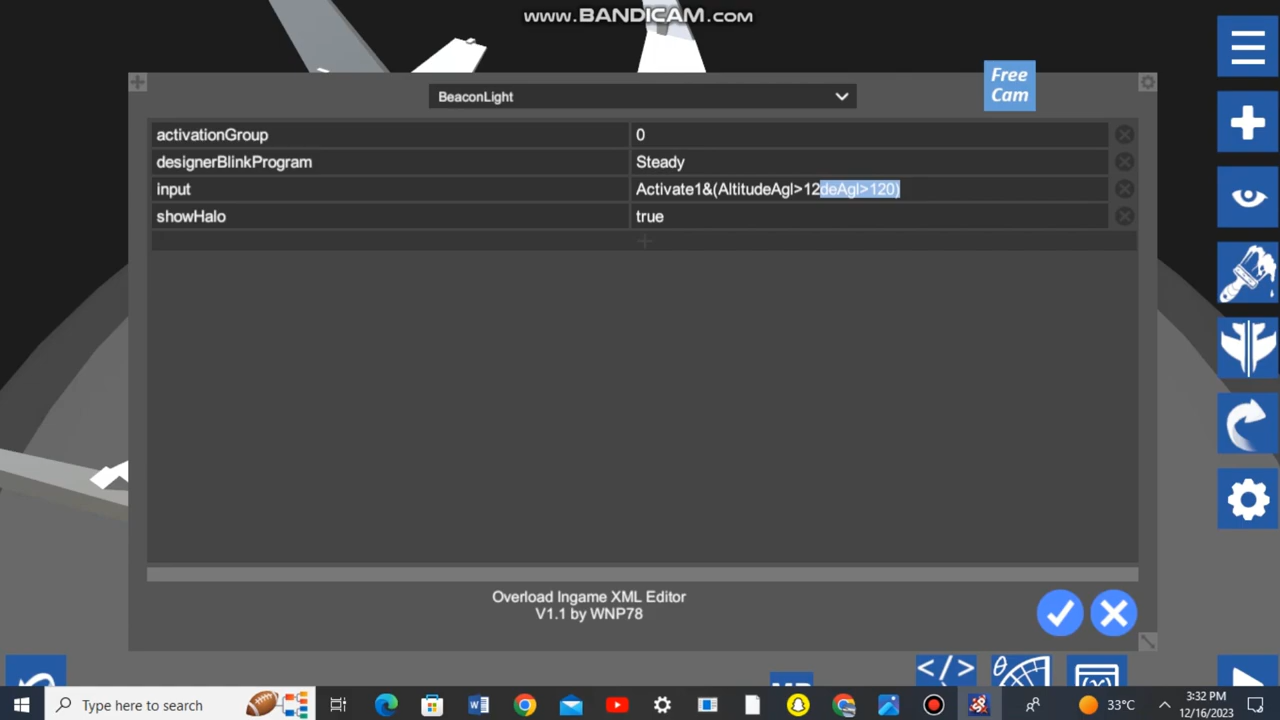 www.BANDICAM.com
Free
Cam
BeaconLight
activationGroup 0
designerBlinkProgram Steady
input Activate1&(AltitudeAgl>12deAgl>120)
showHalo true
Overload Ingame XML Editor
V1.1 by WNP78
</>
Type here to search
33°C
3:32 PM
12/16/2023